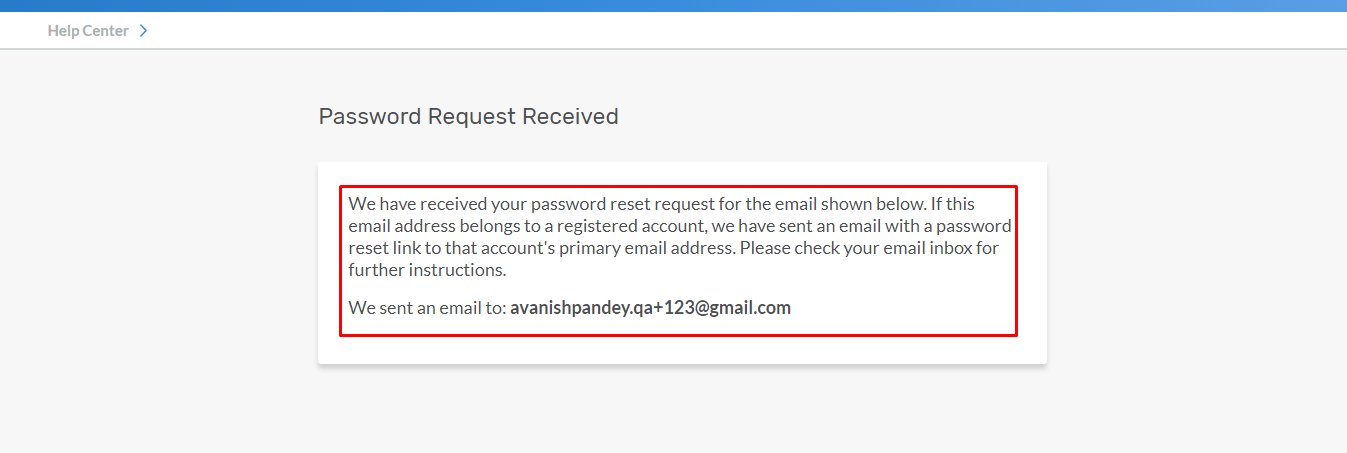 Help Center
Password Request Received
We have received your password reset request for the email shown below. If this
email address belongs to a registered account, we have sent an email with a password
reset link to that account's primary email address. Please check your email inbox for
further instructions.
We sent an email to: avanishpandey.qa+123@gmail.com